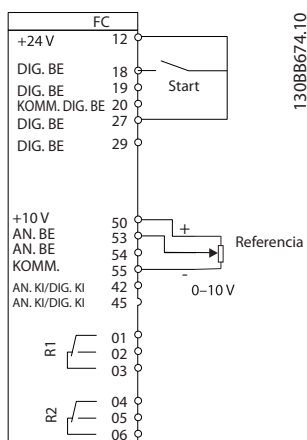 FC
+24 V 12
DIG. BE 18
DIG. BE 19
KOMM. DIG. BE 20
DIG. BE 27
DIG. BE 29
Start
+10 V 50
AN. BE 53
AN. BE 54
KOMM. 55
AN. KI/DIG. KI 42
AN. KI/DIG. KI 45
+
-
Referencia
0–10 V
R1
01
02
03
R2
04
05
06
130BB674.10